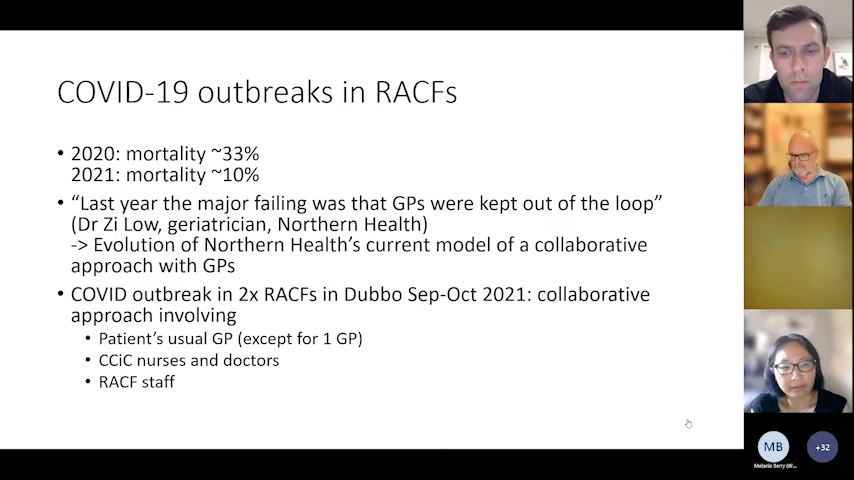 COVID-19 outbreaks in RACFs
• 2020: mortality ~33%
2021: mortality ~10%
• “Last year the major failing was that GPs were kept out of the loop”
(Dr Zi Low, geriatrician, Northern Health)
-> Evolution of Northern Health’s current model of a collaborative
approach with GPs
• COVID outbreak in 2x RACFs in Dubbo Sep-Oct 2021: collaborative
approach involving
• Patient’s usual GP (except for 1 GP)
• CCiC nurses and doctors
• RACF staff
MB
+32
Melanie Berry (W...